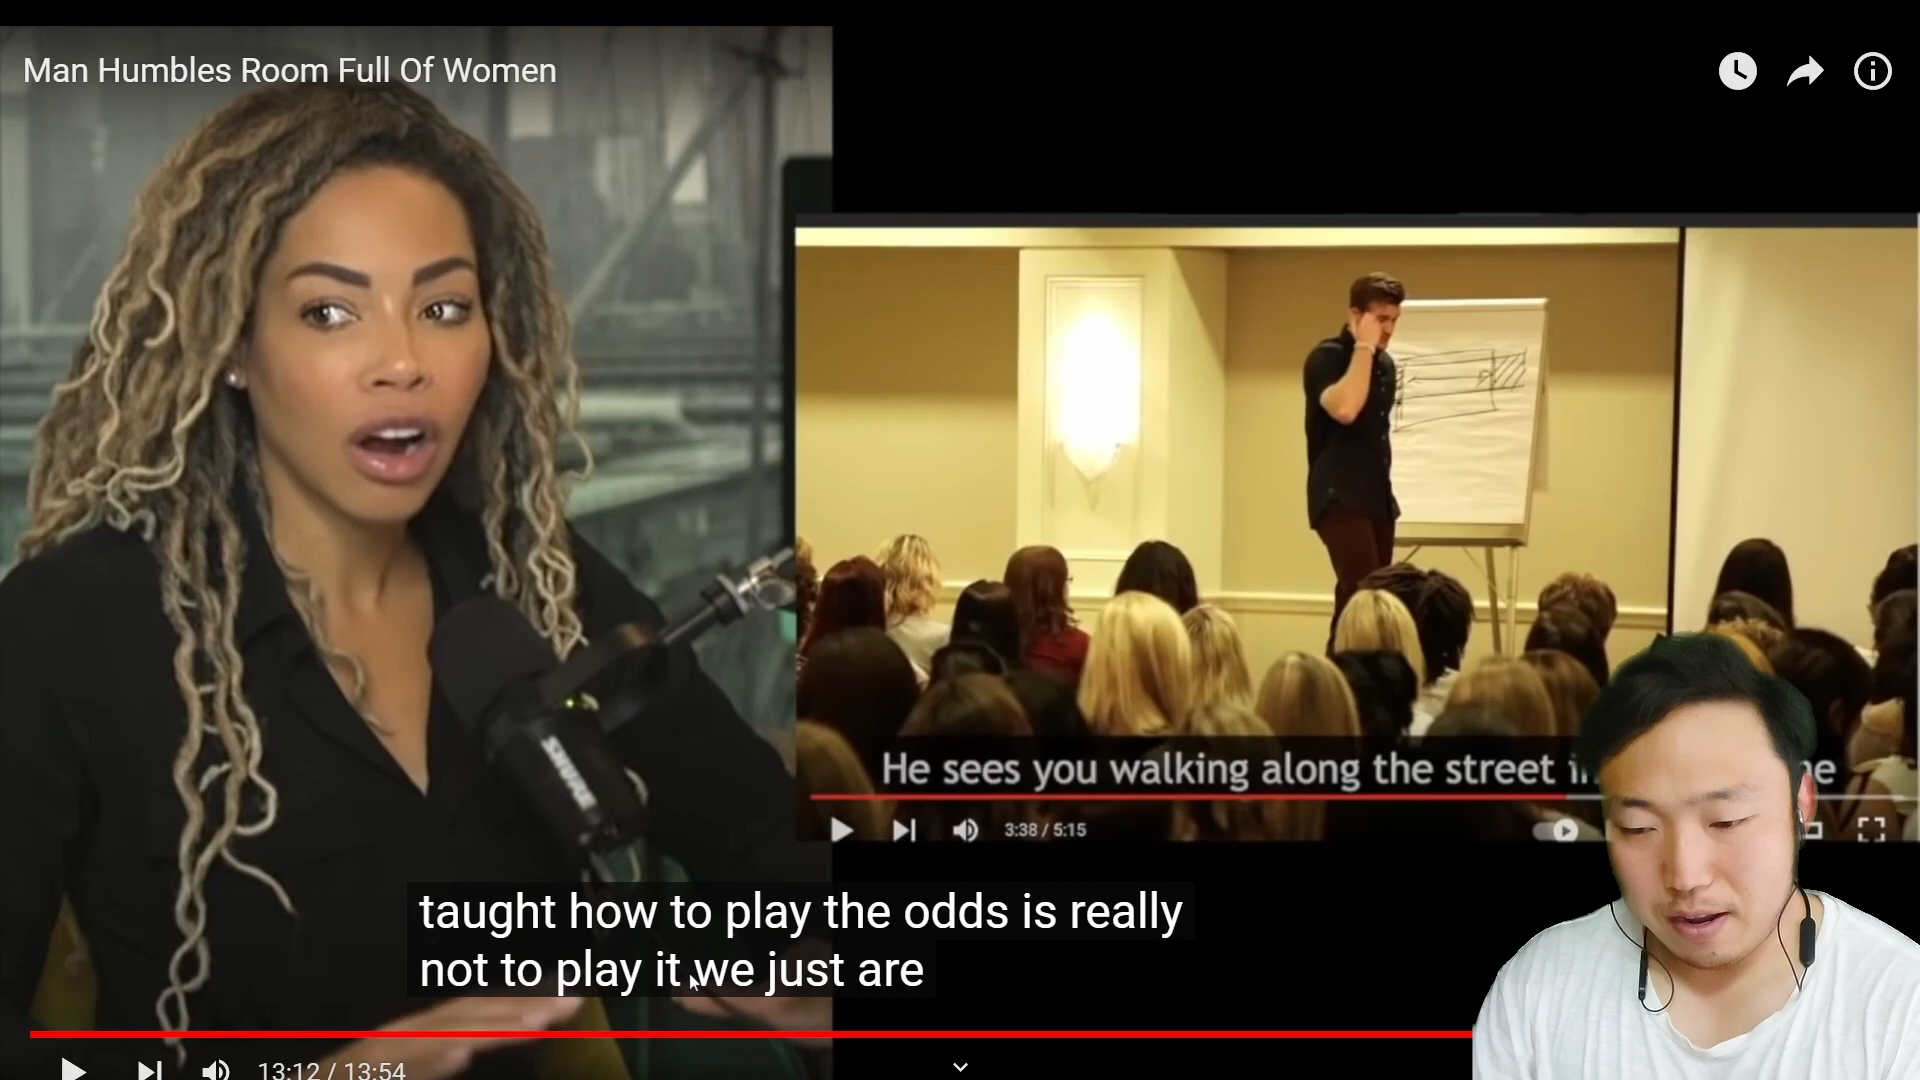 Man Humbles Room Full Of Women
He sees you walking along the street
3:38 / 5:15
SHURE
taught how to play the odds is really
not to play it we just are
13:12 / 13:54